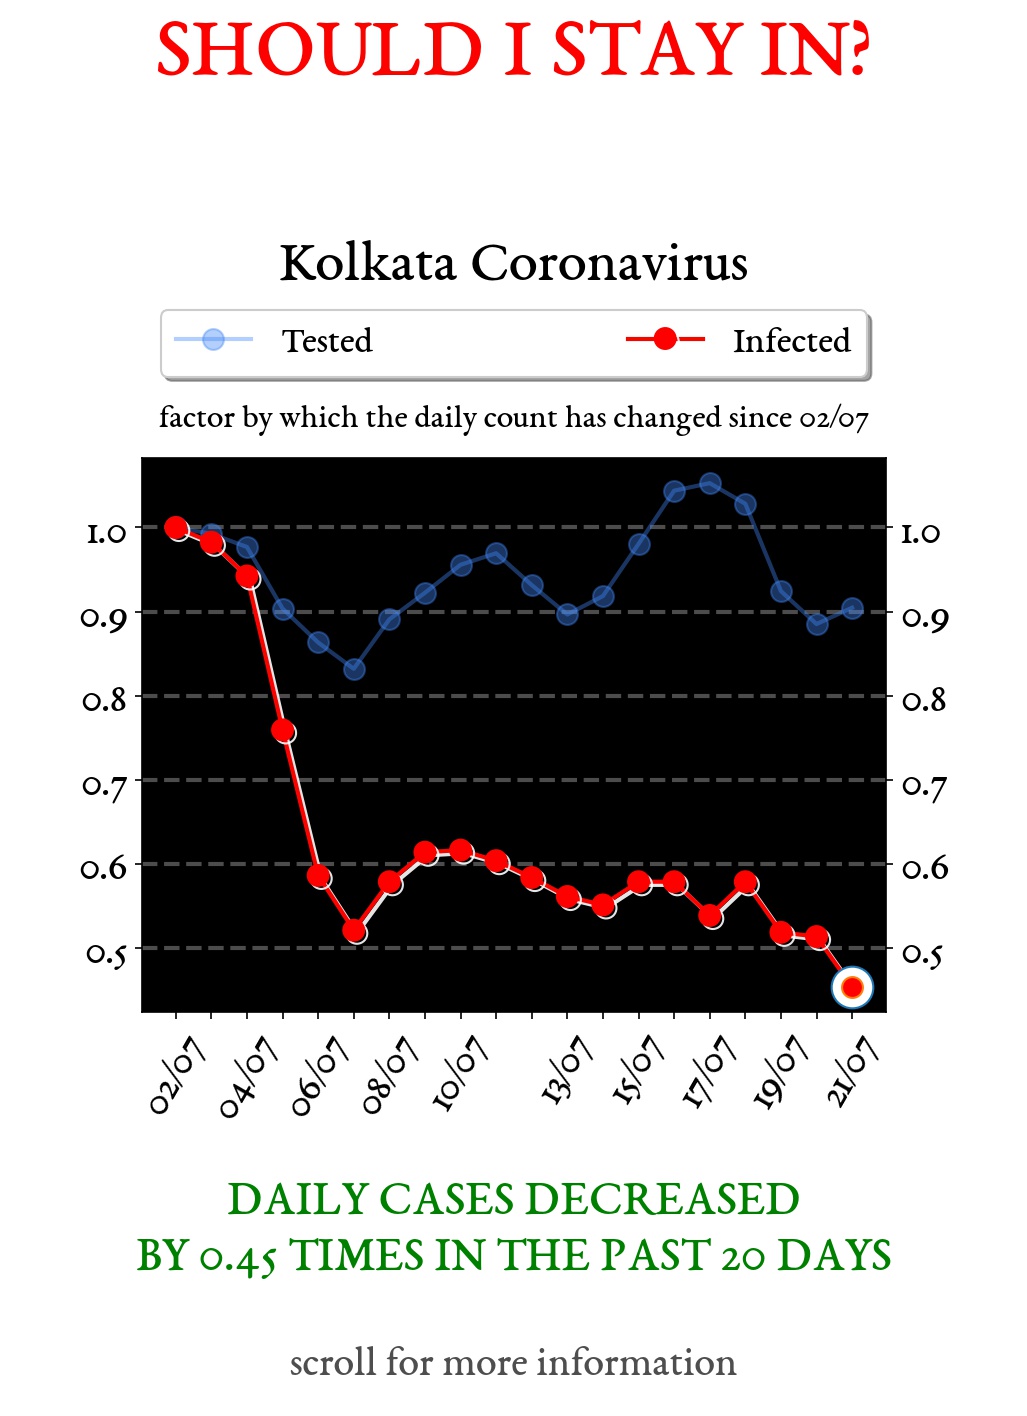 SHOULD I STAY IN?
Kolkata Coronavirus
Tested Infected
factor by which the daily count has changed since 02/07
1.0 1.0
0.9 0.9
0.8 0.8
0.7 0.7
0.6 0.6
0.5 0.5
02/07 04/07 06/07 08/07 10/07 13/07 15/07 17/07 19/07 21/07
DAILY CASES DECREASED
BY 0.45 TIMES IN THE PAST 20 DAYS
scroll for more information